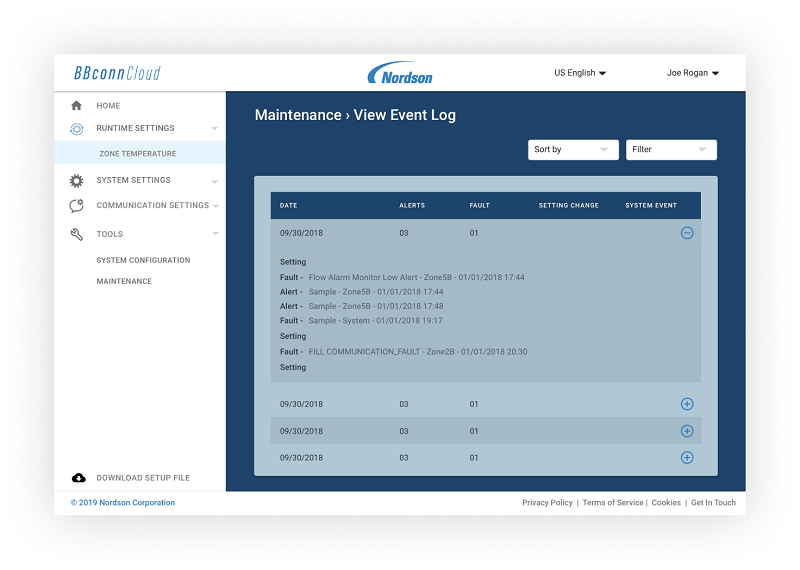 BBconnCloud
Nordson
US English
Joe Rogan
HOME
RUNTIME SETTINGS
ZONE TEMPERATURE
SYSTEM SETTINGS
COMMUNICATION SETTINGS
TOOLS
SYSTEM CONFIGURATION
MAINTENANCE
DOWNLOAD SETUP FILE
Maintenance › View Event Log
Sort by
Filter
DATE ALERTS FAULT SETTING CHANGE SYSTEM EVENT
09/30/2018 03 01
Setting
Fault - Flow Alarm Monitor Low Alert - Zone5B - 01/01/2018 17:44
Alert - Sample - Zone5B - 01/01/2018 17:44
Alert - Sample - Zone5B - 01/01/2018 17:48
Fault - Sample - System - 01/01/2018 19:17
Setting
Fault - FILL COMMUNICATION_FAULT - Zone2B - 01/01/2018 20:30
Setting
09/30/2018 03 01
09/30/2018 03 01
09/30/2018 03 01
© 2019 Nordson Corporation
Privacy Policy | Terms of Service | Cookies | Get In Touch